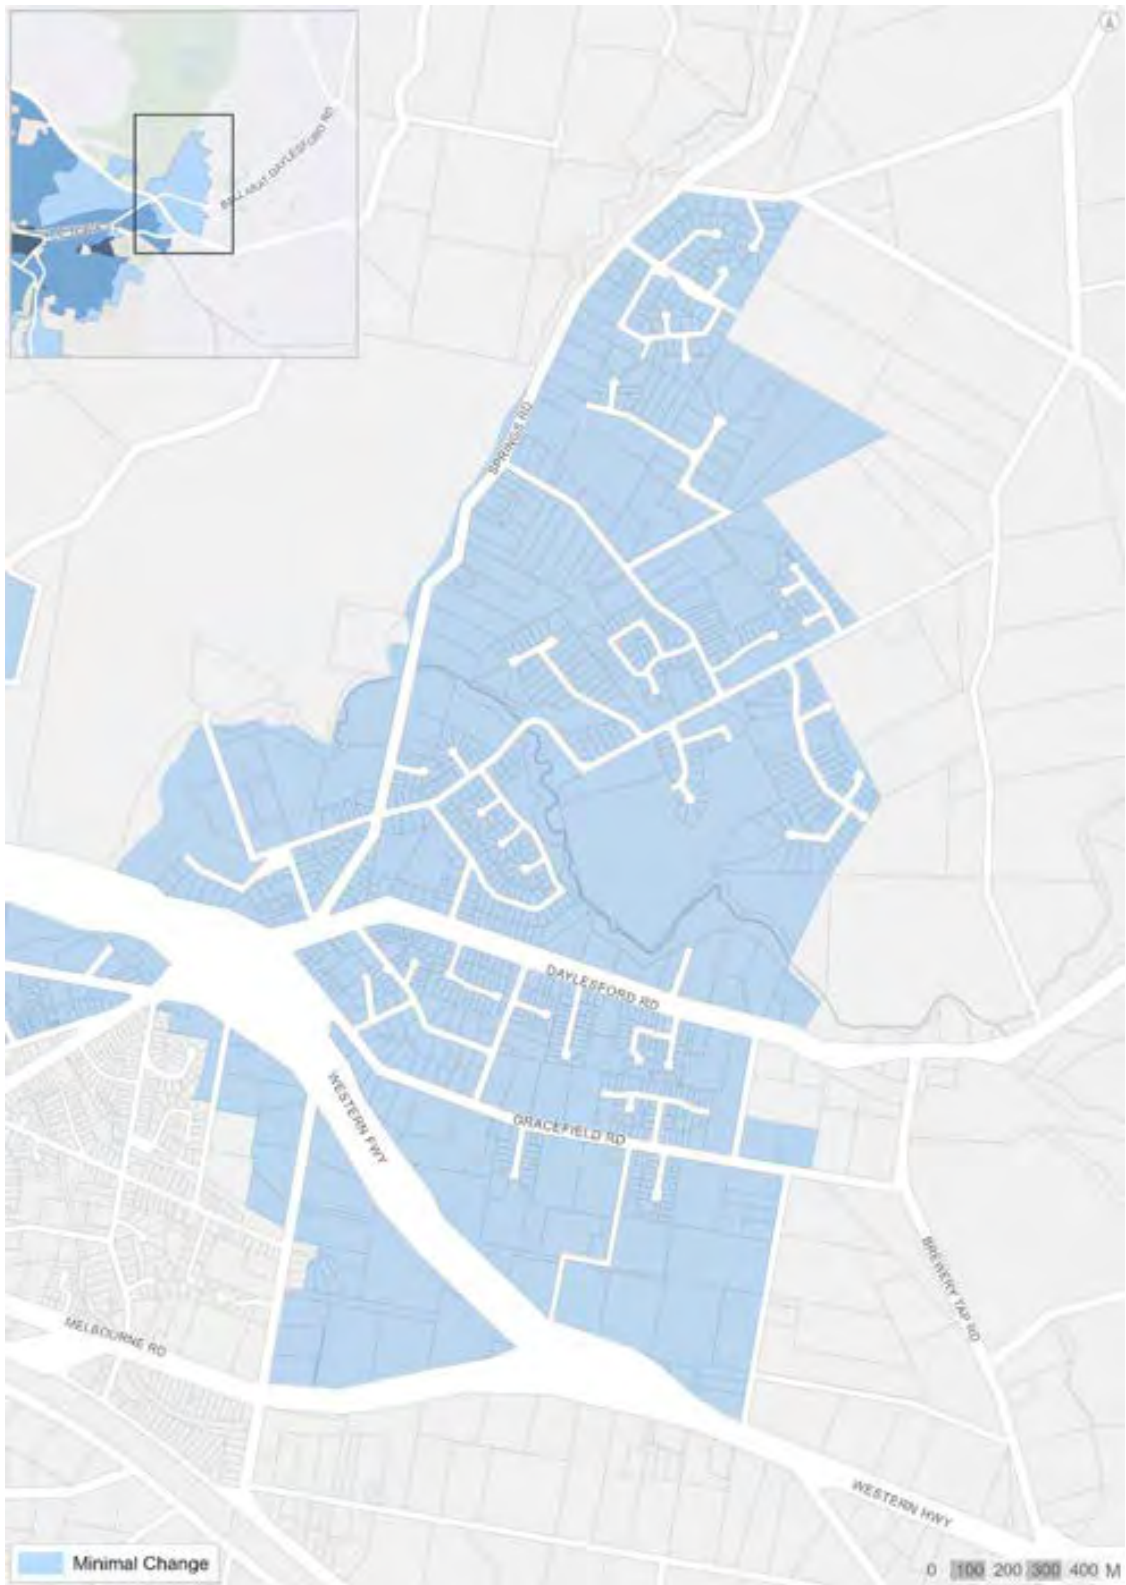 BALLARAT-DAYLESFORD RD
SPRINGS RD
DAYLESFORD RD
WESTERN FWY
GRACEFIELD RD
BREWERY TAP RD
MELBOURNE RD
WESTERN HWY
Minimal Change
0 100 200 300 400 M